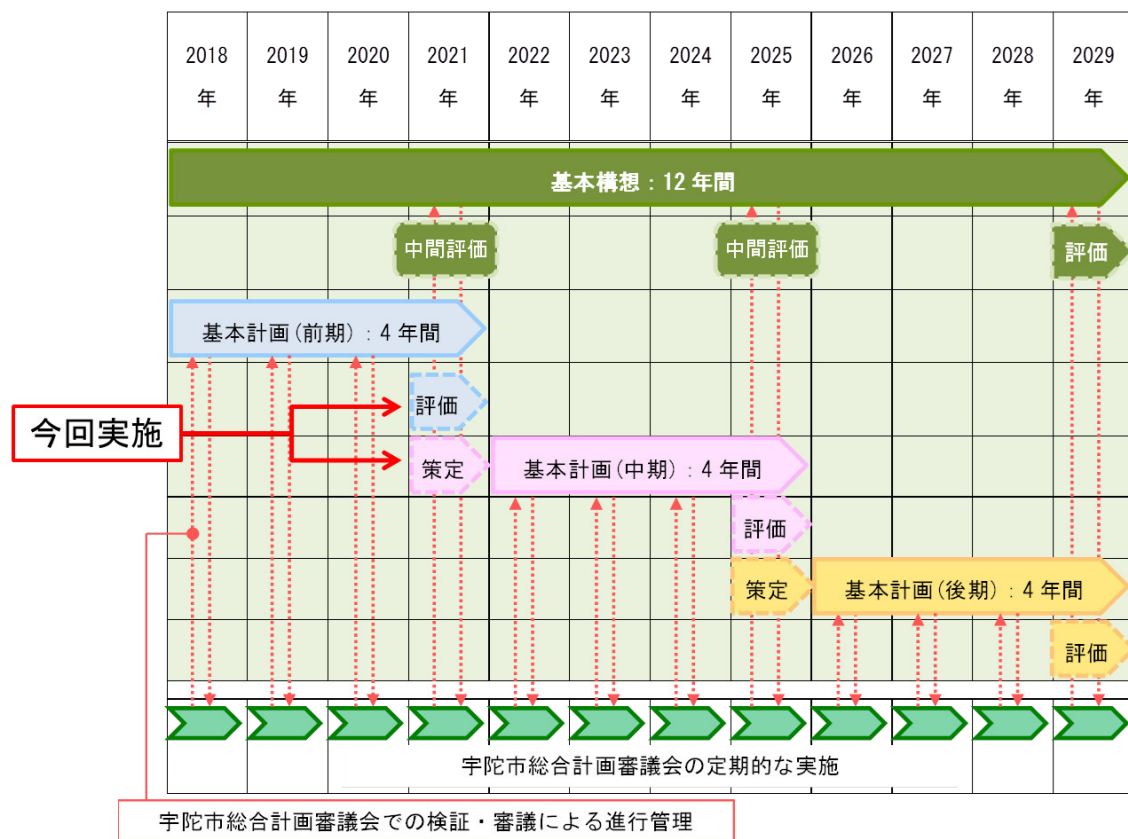 2018 2019 2020 2021 2022 2023 2024 2025 2026 2027 2028 2029
年 年 年 年 年 年 年 年 年 年 年 年
基本構想：12 年間
中間評価 中間評価 評価
基本計画(前期)：4 年間
評価
今回実施
策定 基本計画(中期)：4 年間
評価
策定 基本計画(後期)：4 年間
評価
宇陀市総合計画審議会の定期的な実施
宇陀市総合計画審議会での検証・審議による進行管理